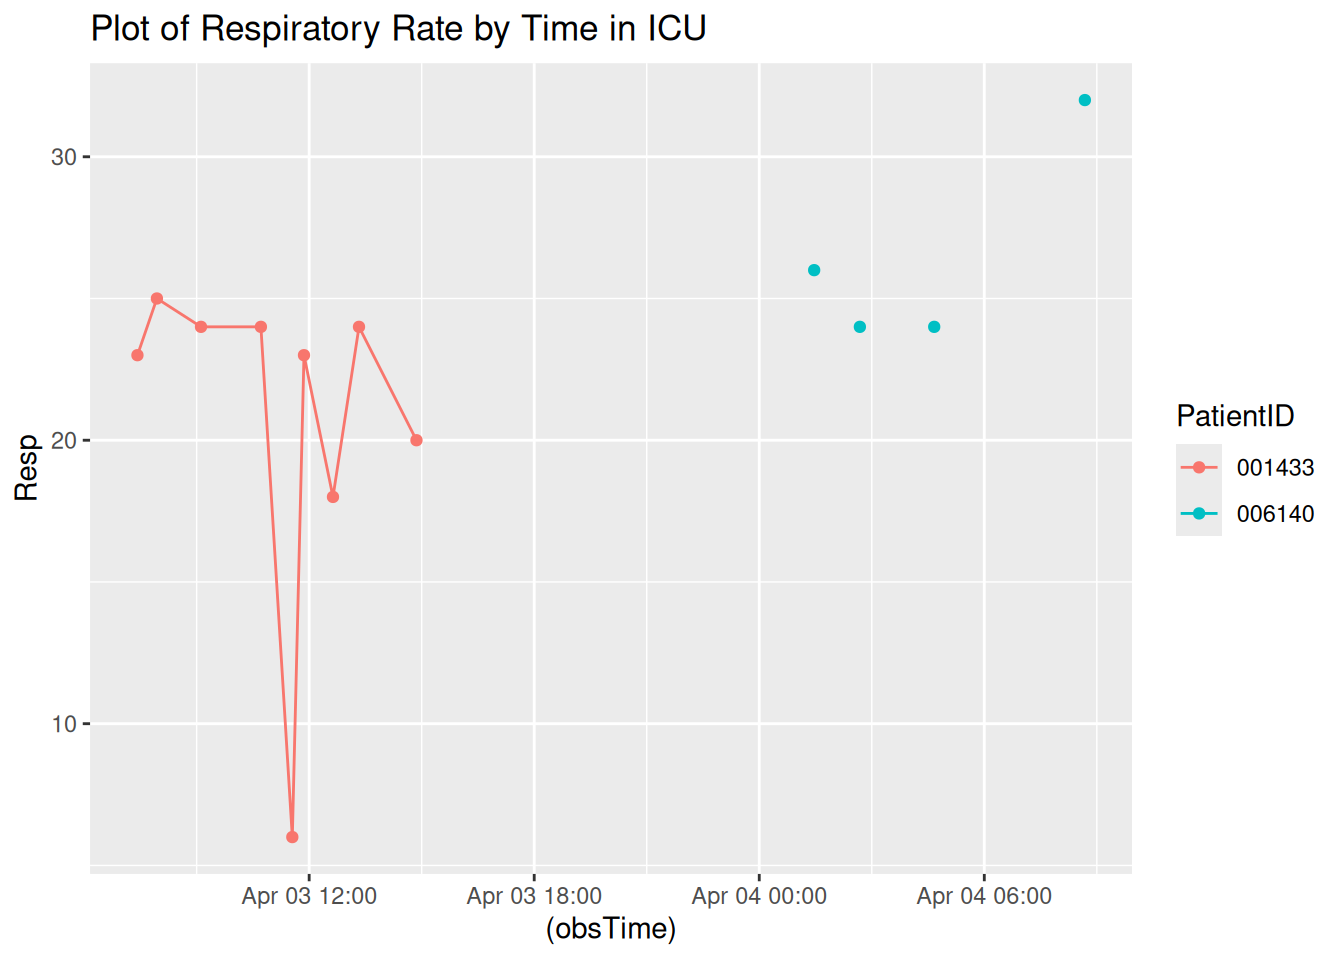 Plot of Respiratory Rate by Time in ICU
30
20
10
Resp
Apr 03 12:00 Apr 03 18:00 Apr 04 00:00 Apr 04 06:00
(obsTime)
PatientID
001433
006140